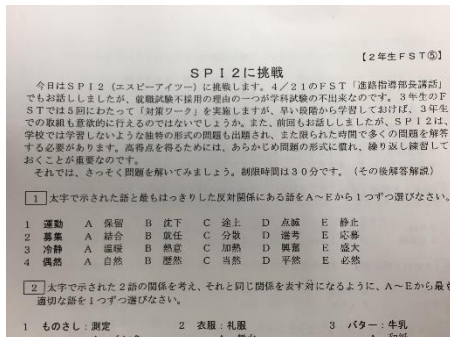 【２年生ＦＳＴ⑤】
ＳＰＩ２に挑戦
今日はＳＰＩ２（エスピーアイツー）に挑戦します。４／２１のＦＳＴ「進路指導部長講話」
でもお話ししましたが、就職試験不採用の理由の一つが学科試験の不出来なのです。３年生のＦ
ＳＴでは５回にわたって「対策ワーク」を実施しますが、早い段階から学習しておけば、３年生
での取組も意欲的に行えるのではないでしょうか。また、前回もお話ししましたが、ＳＰＩは、
学校では学習しないような独特の形式の問題も出題され、また限られた時間で多くの問題を解答
する必要があります。高得点を得るためには、あらかじめ問題の形式に慣れ、繰り返し練習して
おくことが重要なのです。
それでは、さっそく問題を解いてみましょう。制限時間は３０分です。（その後解答解説）
１ 太字で示された語と最もはっきりした反対関係にある語をＡ～Ｅから１つずつ選びなさい。
１ 運動 Ａ 保留 Ｂ 沈下 Ｃ 途上 Ｄ 点滅 Ｅ 静止
２ 募集 Ａ 結合 Ｂ 就任 Ｃ 分散 Ｄ 選考 Ｅ 応募
３ 冷静 Ａ 温暖 Ｂ 熱意 Ｃ 加熱 Ｄ 興奮 Ｅ 盛大
４ 偶然 Ａ 自然 Ｂ 歴然 Ｃ 当然 Ｄ 平然 Ｅ 必然
２ 太字で示された２語の関係を考え、それと同じ関係を表す対になるように、Ａ～Ｅから最も
適切な語を１つずつ選びなさい。
１ ものさし：測定 ２ 衣服：礼服 ３ バター：牛乳